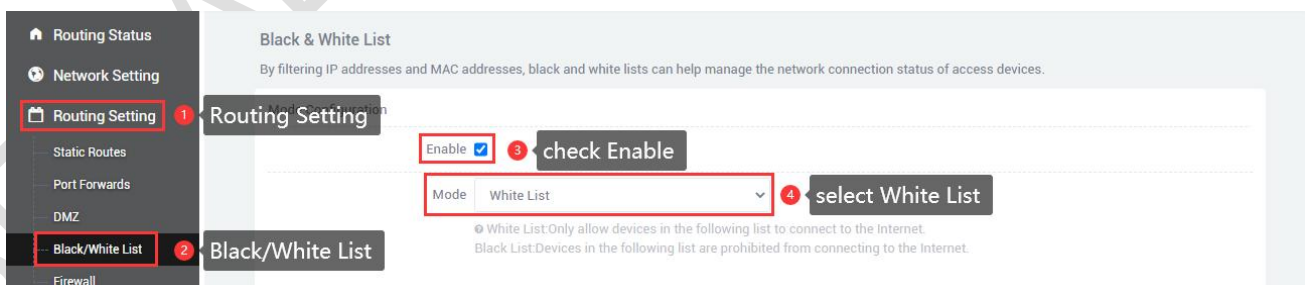 Routing Status
Network Setting
Routing Setting
1 Routing Setting
Static Routes
Port Forwards
DMZ
Black/White List
2 Black/White List
Firewall
Black & White List
By filtering IP addresses and MAC addresses, black and white lists can help manage the network connection status of access devices.
Mode Configuration
Enable
3 check Enable
Mode White List
4 select White List
White List:Only allow devices in the following list to connect to the Internet.
Black List:Devices in the following list are prohibited from connecting to the Internet.